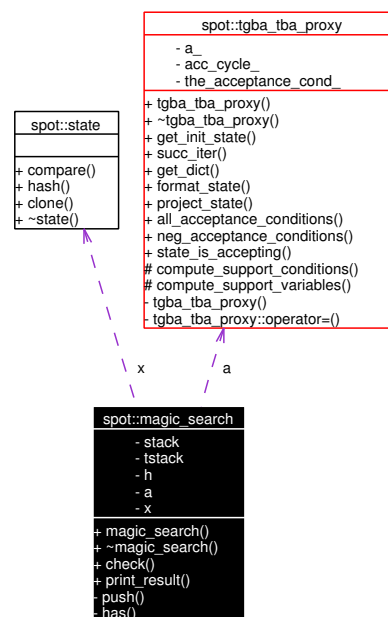 spot::tgba_tba_proxy
- a_
- acc_cycle_
- the_acceptance_cond_
+ tgba_tba_proxy()
+ ~tgba_tba_proxy()
+ get_init_state()
+ succ_iter()
+ get_dict()
+ format_state()
+ project_state()
+ all_acceptance_conditions()
+ neg_acceptance_conditions()
+ state_is_accepting()
# compute_support_conditions()
# compute_support_variables()
- tgba_tba_proxy()
- tgba_tba_proxy::operator=()
spot::state
+ compare()
+ hash()
+ clone()
+ ~state()
x
a
spot::magic_search
- stack
- tstack
- h
- a
- x
+ magic_search()
+ ~magic_search()
+ check()
+ print_result()
- push()
- has()